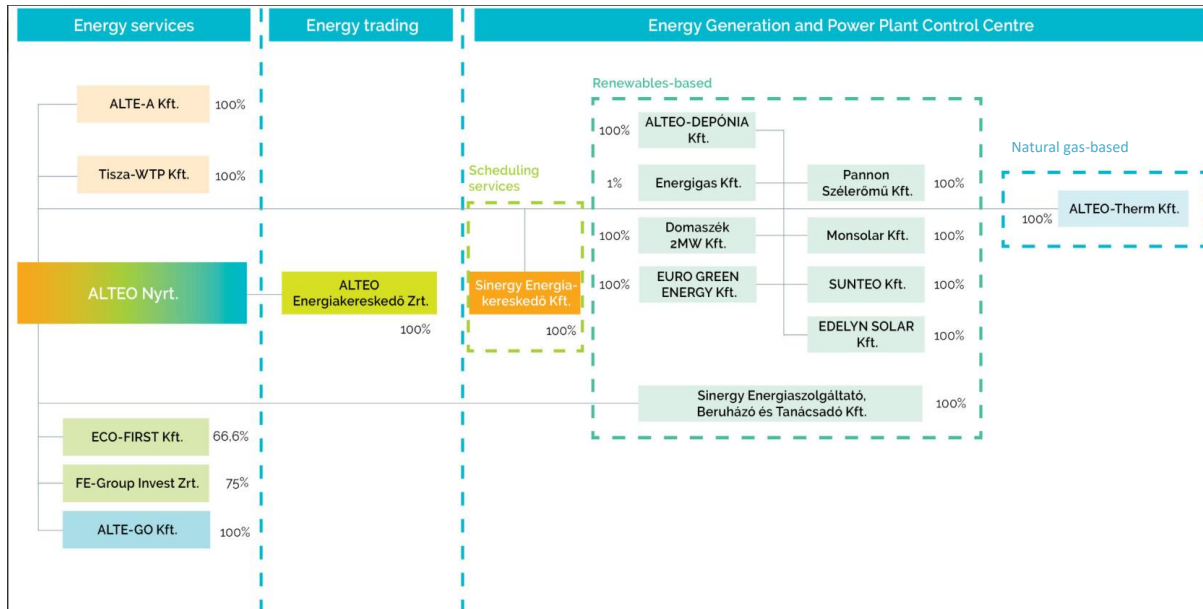 Energy services
Energy trading
Energy Generation and Power Plant Control Centre
ALTE-A Kft.
100%
Tisza-WTP Kft.
100%
ALTEO Nyrt.
ECO-FIRST Kft.
66,6%
FE-Group Invest Zrt.
75%
ALTE-GO Kft.
100%
ALTEO
Energiakereskedő Zrt.
100%
Scheduling
services
Sinergy Energia-
kereskedő Kft.
100%
Renewables-based
100%
ALTEO-DEPÓNIA
Kft.
1%
Energigas Kft.
Pannon
Szélerőmű Kft.
100%
100%
Domaszék
2MW Kft.
Monsolar Kft.
100%
100%
EURO GREEN
ENERGY Kft.
SUNTEO Kft.
100%
EDELYN SOLAR
Kft.
100%
Sinergy Energiaszolgáltató,
Beruházó és Tanácsadó Kft.
100%
Natural gas-based
100%
ALTEO-Therm Kft.